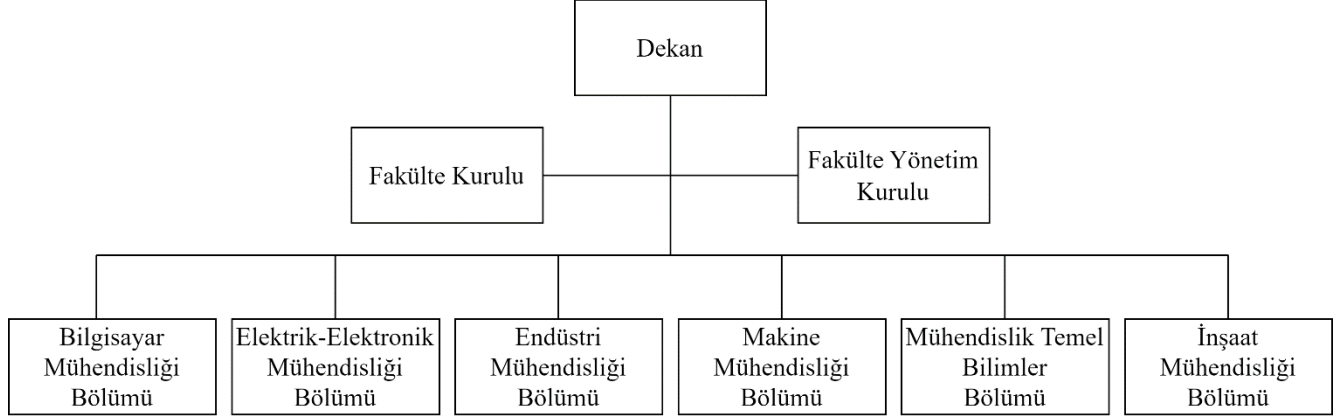 Dekan
Fakülte Kurulu
Fakülte Yönetim
Kurulu
Bilgisayar
Mühendisliği
Bölümü
Elektrik-Elektronik
Mühendisliği
Bölümü
Endüstri
Mühendisliği
Bölümü
Makine
Mühendisliği
Bölümü
Mühendislik Temel
Bilimler
Bölümü
İnşaat
Mühendisliği
Bölümü